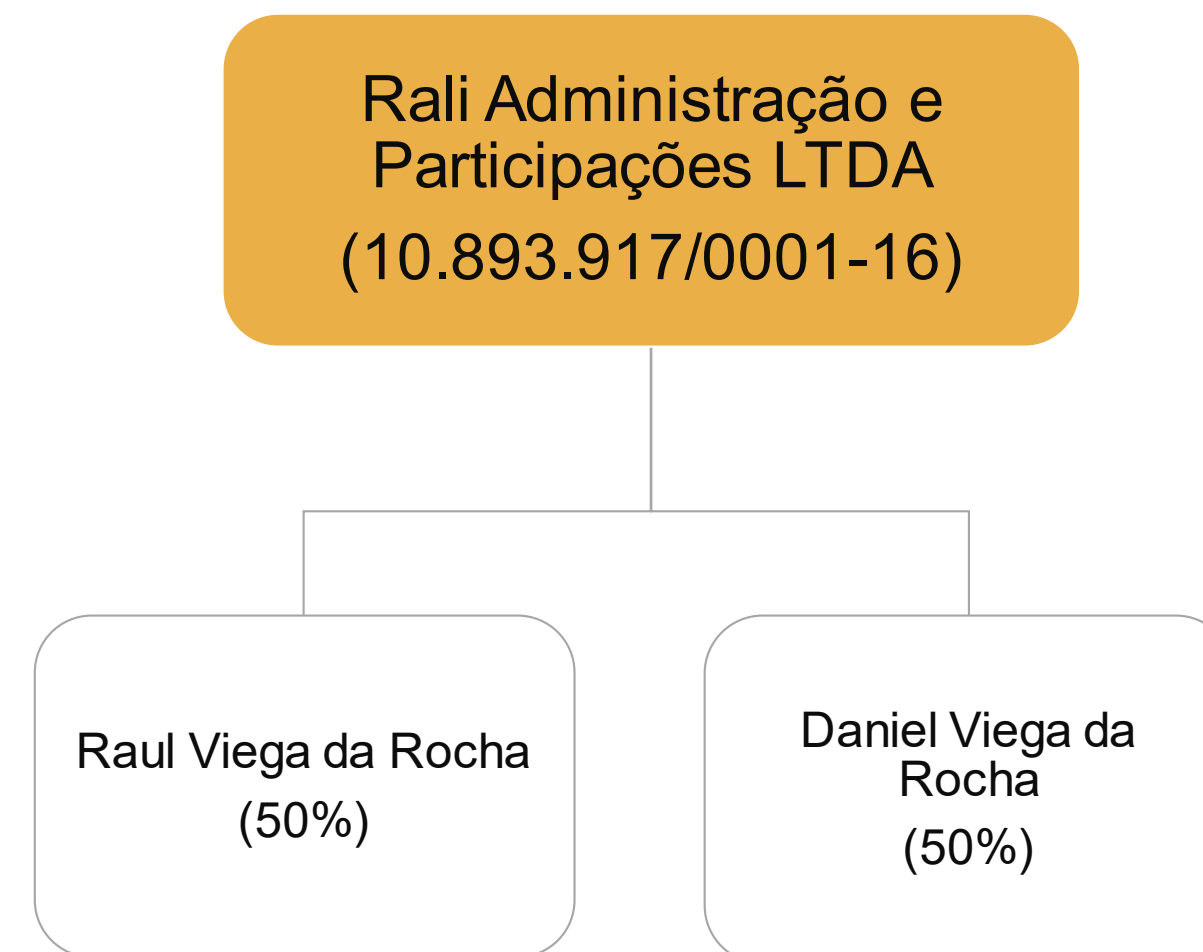 Rali Administração e
Participações LTDA
(10.893.917/0001-16)
Raul Viega da Rocha
(50%)
Daniel Viega da
Rocha
(50%)